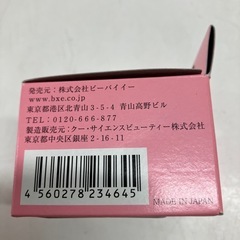 発売元：株式会社ビーバイイー
www.bxe.co.jp
東京都港区北青山3-5-4 青山高野ビル
TEL：0120-666-877
製造販売元：クー・サイエンスビューティー株式会社
東京都中央区銀座2-16-11
4 560278 234645
MADE IN JAPAN